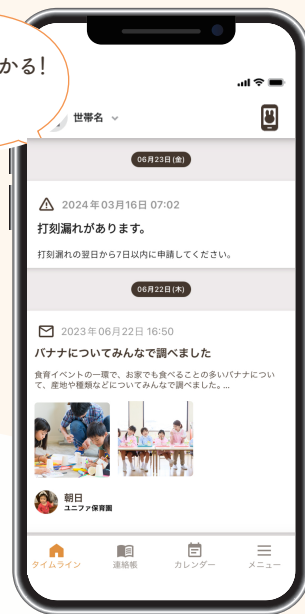 かる!
世帯名
06月23日(金)
2024年03月16日 07:02
打刻漏れがあります。
打刻漏れの翌日から7日以内に申請してください。
06月22日(木)
2023年06月22日 16:50
バナナについてみんなで調べました
食育イベントの一環で、お家でも食べることの多いバナナについ
て、産地や種類などについてみんなで調べました。...
朝日
ユニファ保育園
タイムライン
連絡帳
カレンダー
メニュー